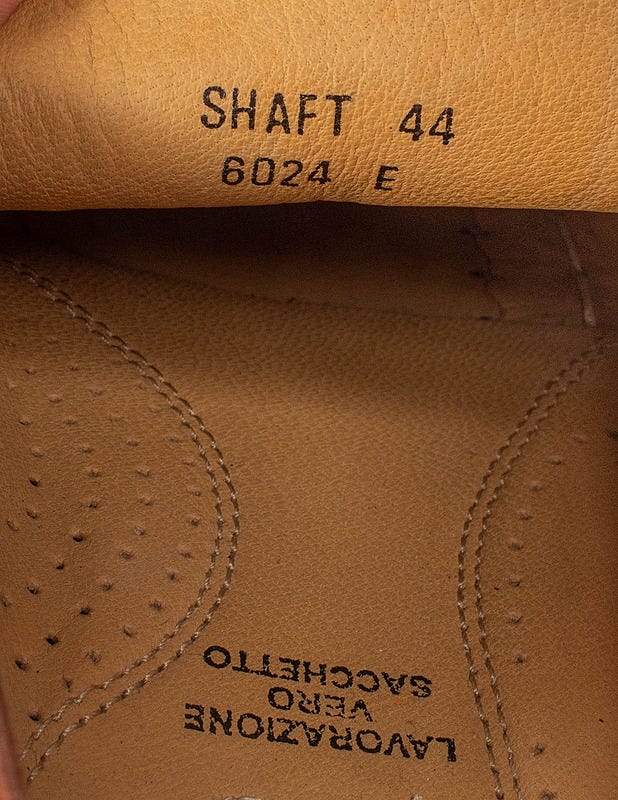 SHAFT 44
6024 E
LAVORAZIONE
VERO
SACCHETTO